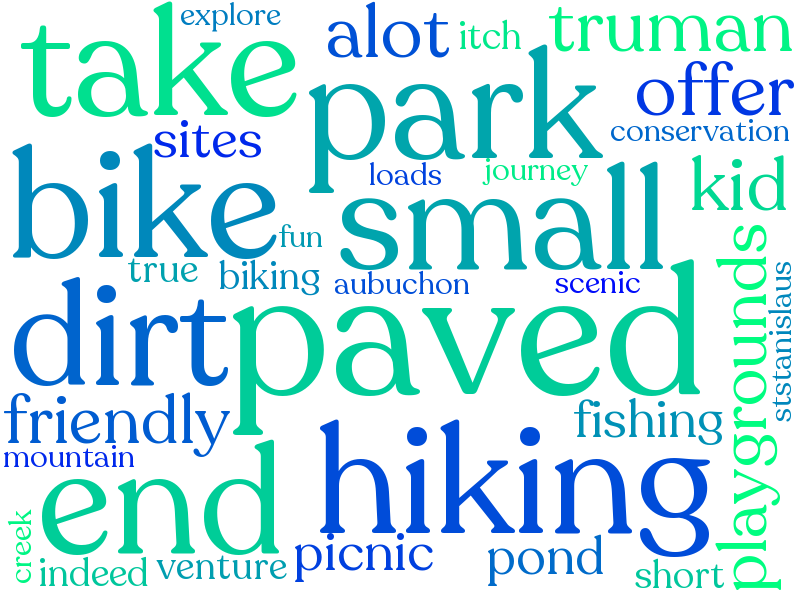 explore
take
alot
itch
truman
park
offer
sites
conservation
bike
loads
journey
kid
small
fun
true
biking
aubuchon
scenic
dirt
paved
playgrounds
ststanislaus
friendly
fishing
mountain
hiking
end
creek
indeed
venture
picnic
pond
short